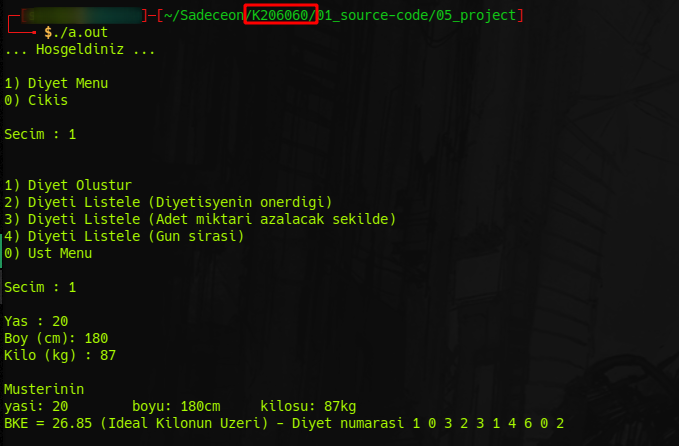 [~/Sadeceon/K206060/01_source-code/05_project]
$./a.out
... Hosgeldiniz ...
1) Diyet Menu
0) Cikis
Secim : 1
1) Diyet Olustur
2) Diyeti Listele (Diyetisyenin onerdigi)
3) Diyeti Listele (Adet miktari azalacak sekilde)
4) Diyeti Listele (Gun sirasi)
0) Ust Menu
Secim : 1
Yas : 20
Boy (cm): 180
Kilo (kg) : 87
Musterinin
yasi: 20 boyu: 180cm kilosu: 87kg
BKE = 26.85 (Ideal Kilonun Uzeri) - Diyet numarasi 1 0 3 2 3 1 4 6 0 2